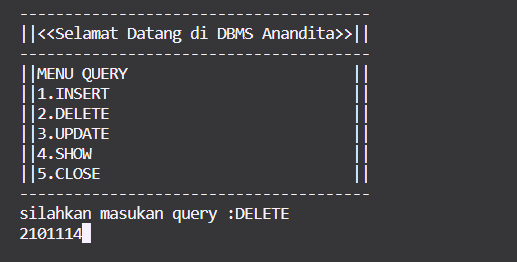 ---------------------------------------
||<<Selamat Datang di DBMS Anandita>>||
---------------------------------------
||MENU QUERY                         ||
||1.INSERT                           ||
||2.DELETE                           ||
||3.UPDATE                           ||
||4.SHOW                             ||
||5.CLOSE                            ||
---------------------------------------
silahkan masukan query :DELETE
2101114